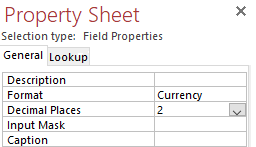 Property Sheet
Selection type: Field Properties
General Lookup
Description
Format Currency
Decimal Places 2
Input Mask
Caption